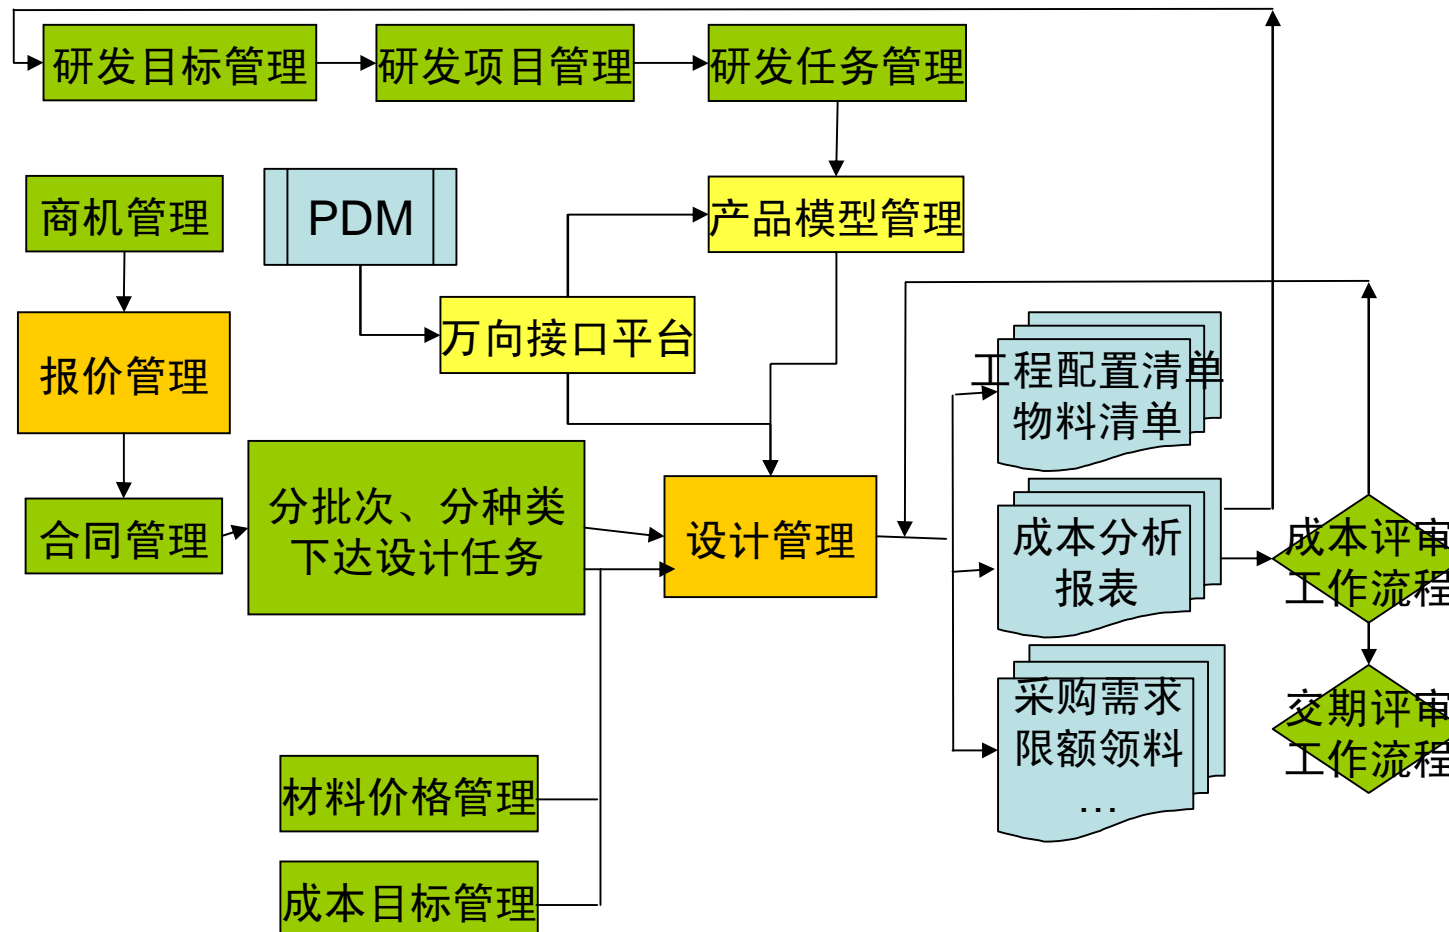 研发目标管理
研发项目管理
研发任务管理
商机管理
PDM
产品模型管理
万向接口平台
报价管理
工程配置清单
物料清单
合同管理
分批次、分种类
下达设计任务
设计管理
成本分析
报表
成本评审
工作流程
采购需求
限额领料
…
交期评审
工作流程
材料价格管理
成本目标管理